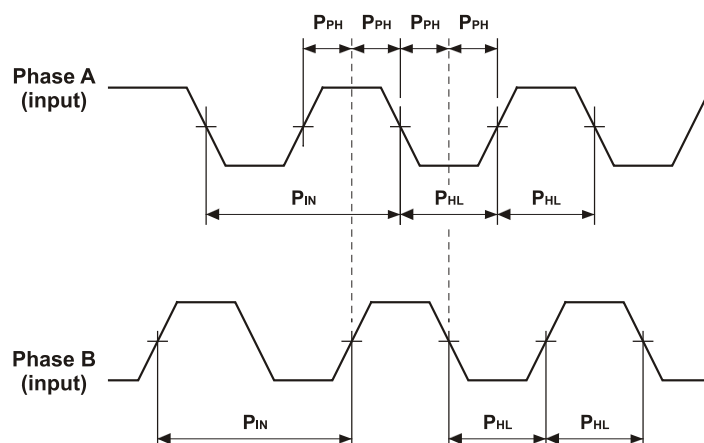 PPH PPH PPH PPH
Phase A
(input)
PIN PHL PHL
Phase B
(input)
PIN PHL PHL